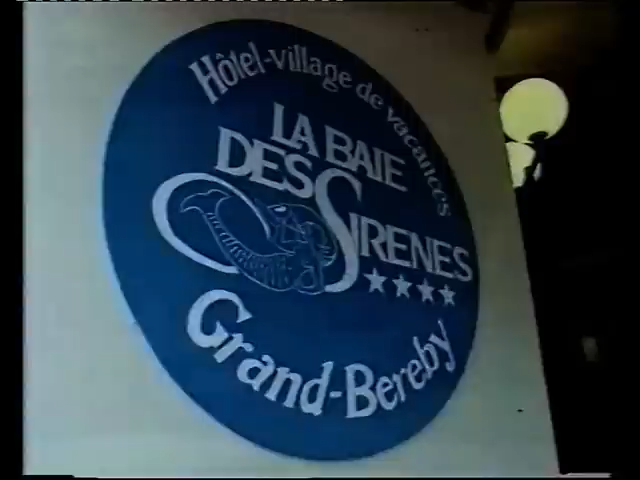 Hôtel-village de vacances
LA BAIE
DES SIRENES
★★★★
Grand-Bereby